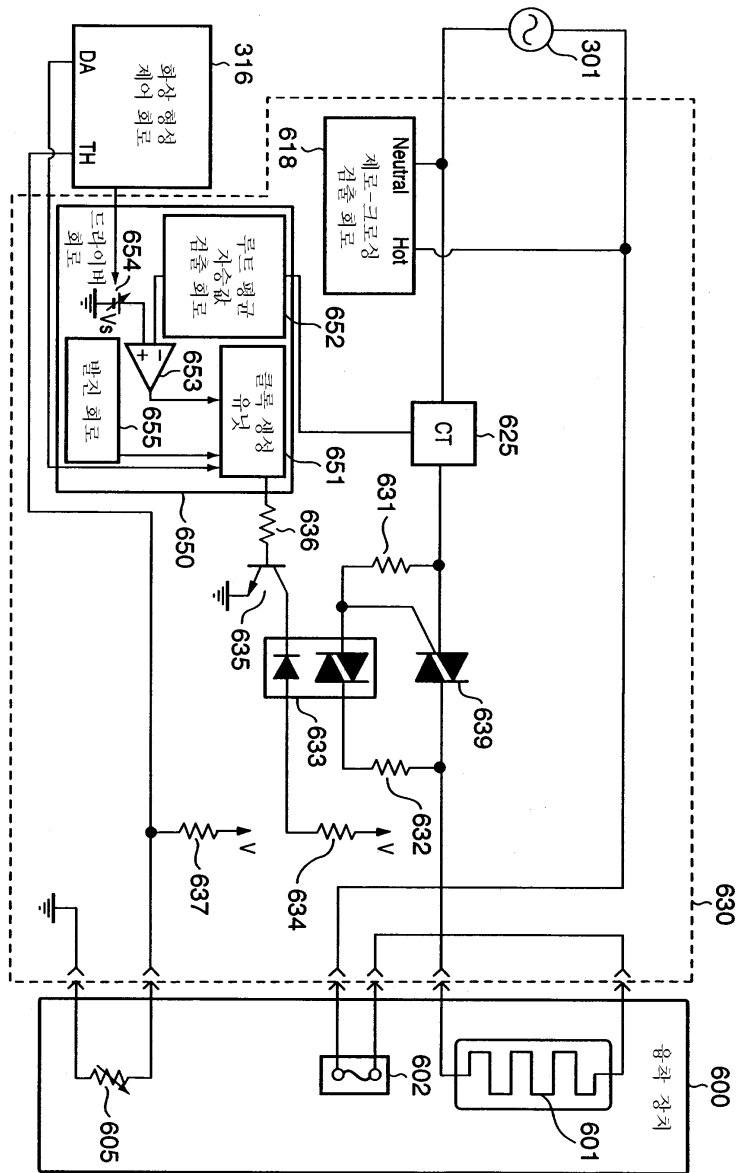 301
316
화상 형성
제어 회로
DA
TH
Neutral
Hot
제로-크로싱
검출 회로
618
드라이버
회로
654
Vs
루트 평균
자승값
검출 회로
652
653
발진 회로
655
클록 생성
유닛
651
650
CT
625
631
636
635
633
639
632
634
V
637
V
630
600
융착 장치
601
602
605